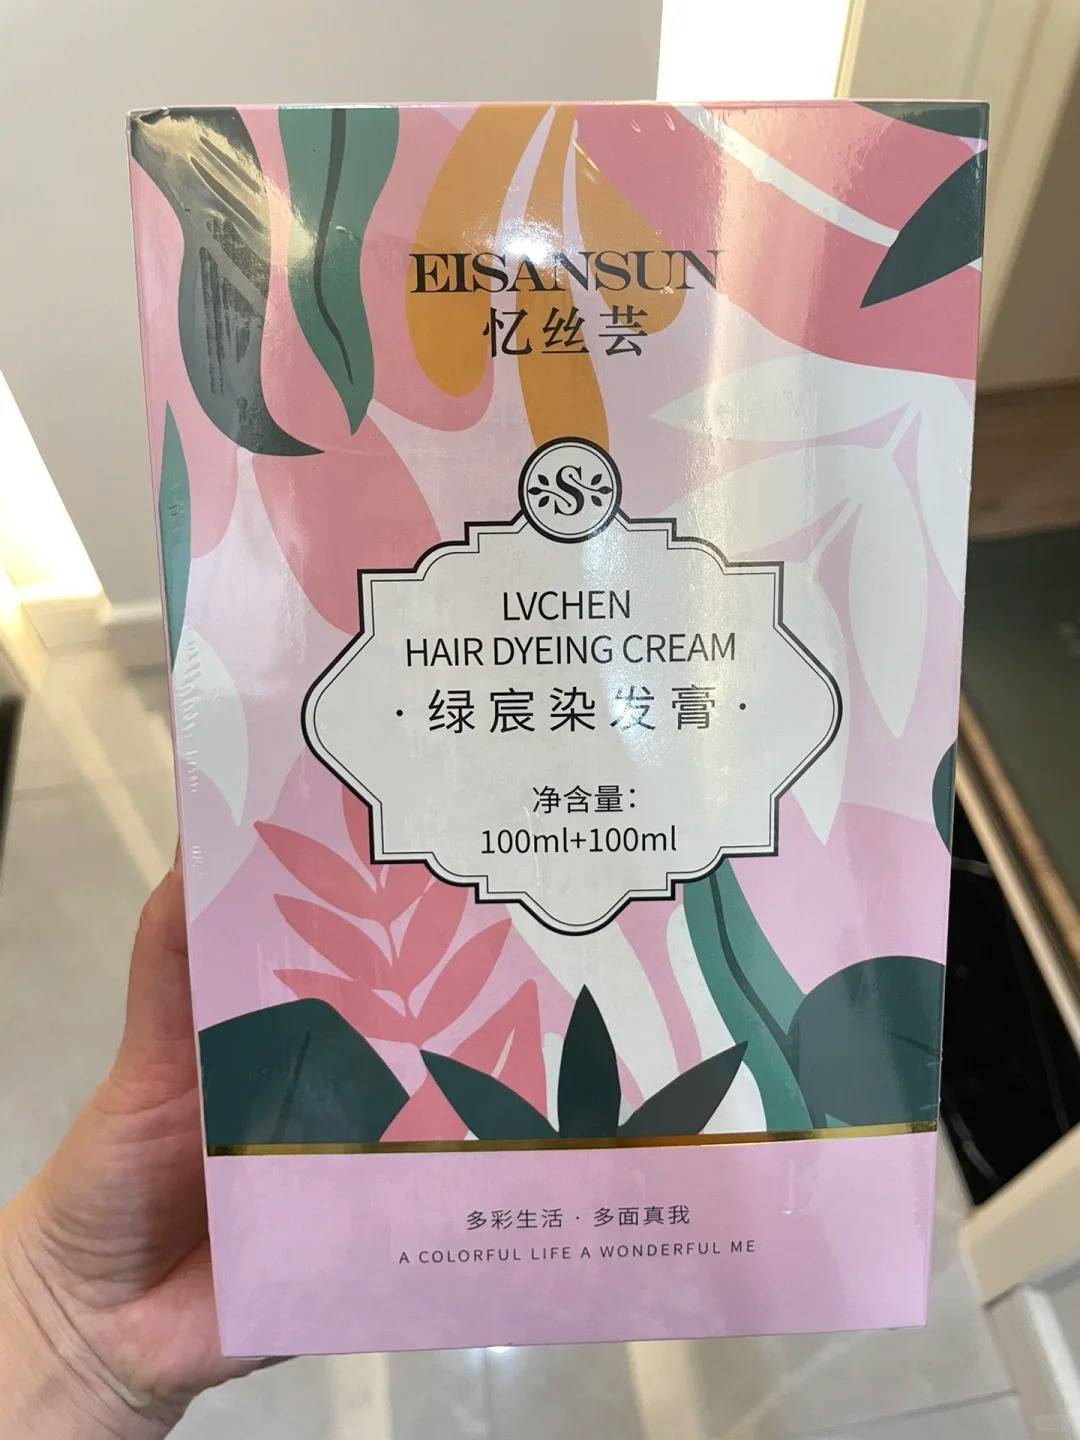 EISANSUN
忆丝芸
S
LVCHEN
HAIR DYEING CREAM
·绿宸染发膏·
净含量：
100ml+100ml
多彩生活·多面真我
A COLORFUL LIFE A WONDERFUL ME